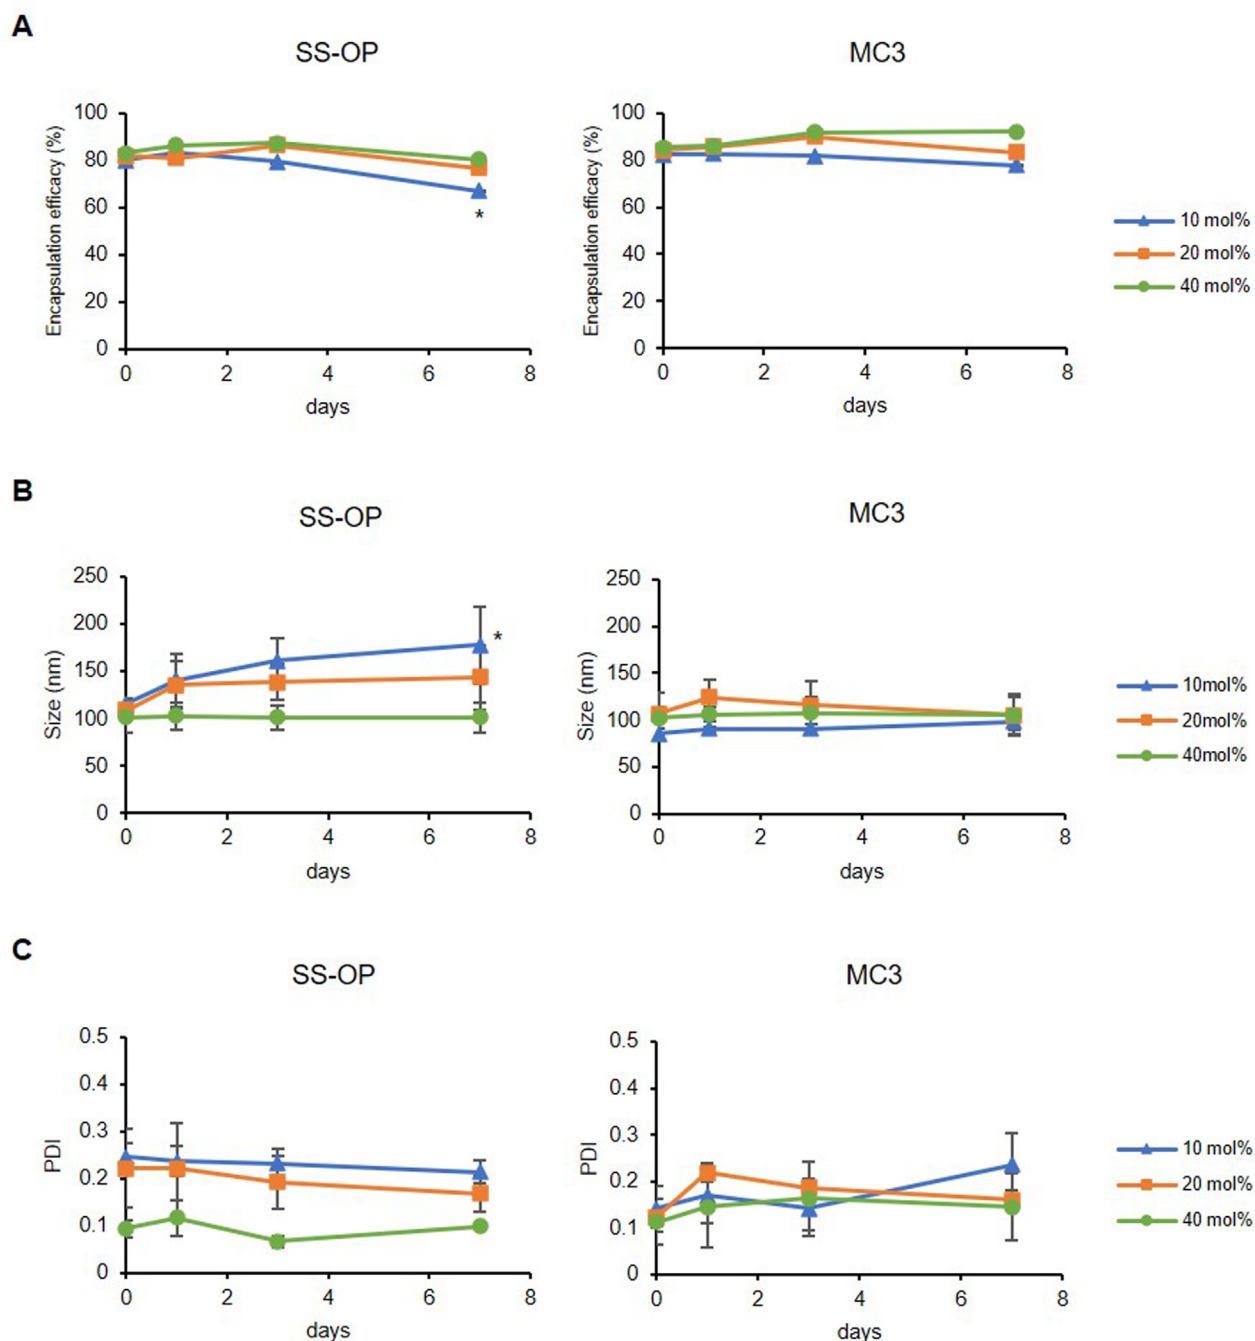 A
SS-OP
MC3
Encapsulation efficacy (%)
100
80
60
40
20
0
*
0 2 4 6 8
days
Encapsulation efficacy (%)
100
80
60
40
20
0
0 2 4 6 8
days
10 mol%
20 mol%
40 mol%
B
SS-OP
MC3
Size (nm)
250
200
150
100
50
0
*
0 2 4 6 8
days
Size (nm)
250
200
150
100
50
0
0 2 4 6 8
days
10mol%
20mol%
40mol%
C
SS-OP
MC3
PDI
0.5
0.4
0.3
0.2
0.1
0
0 2 4 6 8
days
PDI
0.5
0.4
0.3
0.2
0.1
0
0 2 4 6 8
days
10 mol%
20 mol%
40 mol%